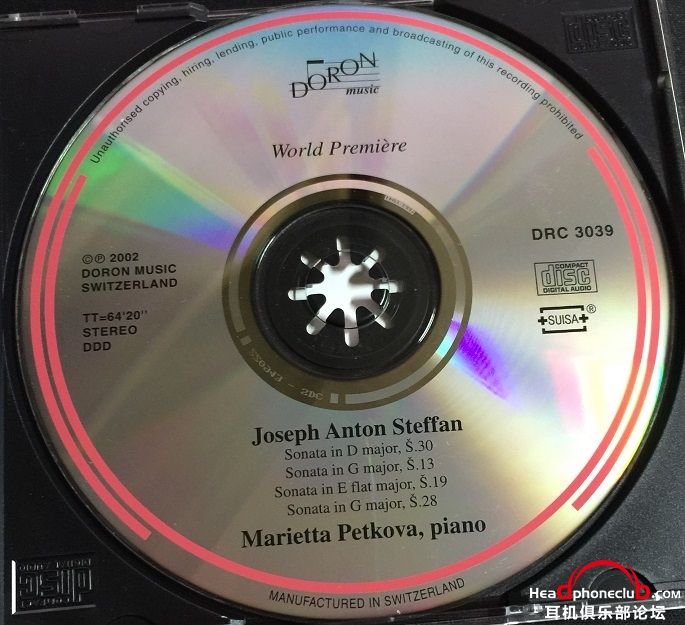 Unauthorised copying, hiring, lending, public performance and broadcasting of this recording prohibited
DORON
music
World Première
DRC 3039
©℗ 2002
DORON MUSIC
SWITZERLAND
COMPACT
disc
DIGITAL AUDIO
SUISA®
TT=64'20''
STEREO
DDD
Joseph Anton Steffan
Sonata in D major, Š.30
Sonata in G major, Š.13
Sonata in E flat major, Š.19
Sonata in G major, Š.28
Marietta Petkova, piano
MANUFACTURED IN SWITZERLAND
Headphoneclub.com
耳机俱乐部论坛